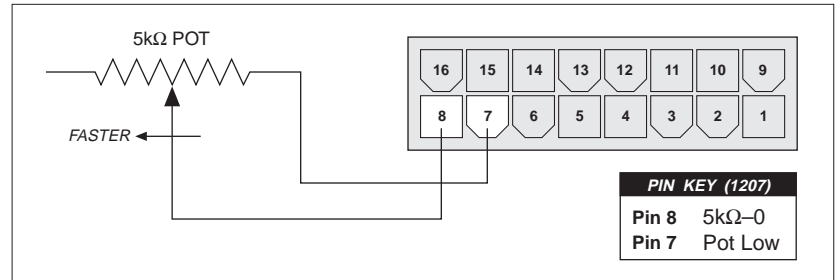 5kΩ POT
16 15 14 13 12 11 10 9
8 7 6 5 4 3 2 1
FASTER
PIN KEY (1207)
Pin 8 5kΩ–0
Pin 7 Pot Low